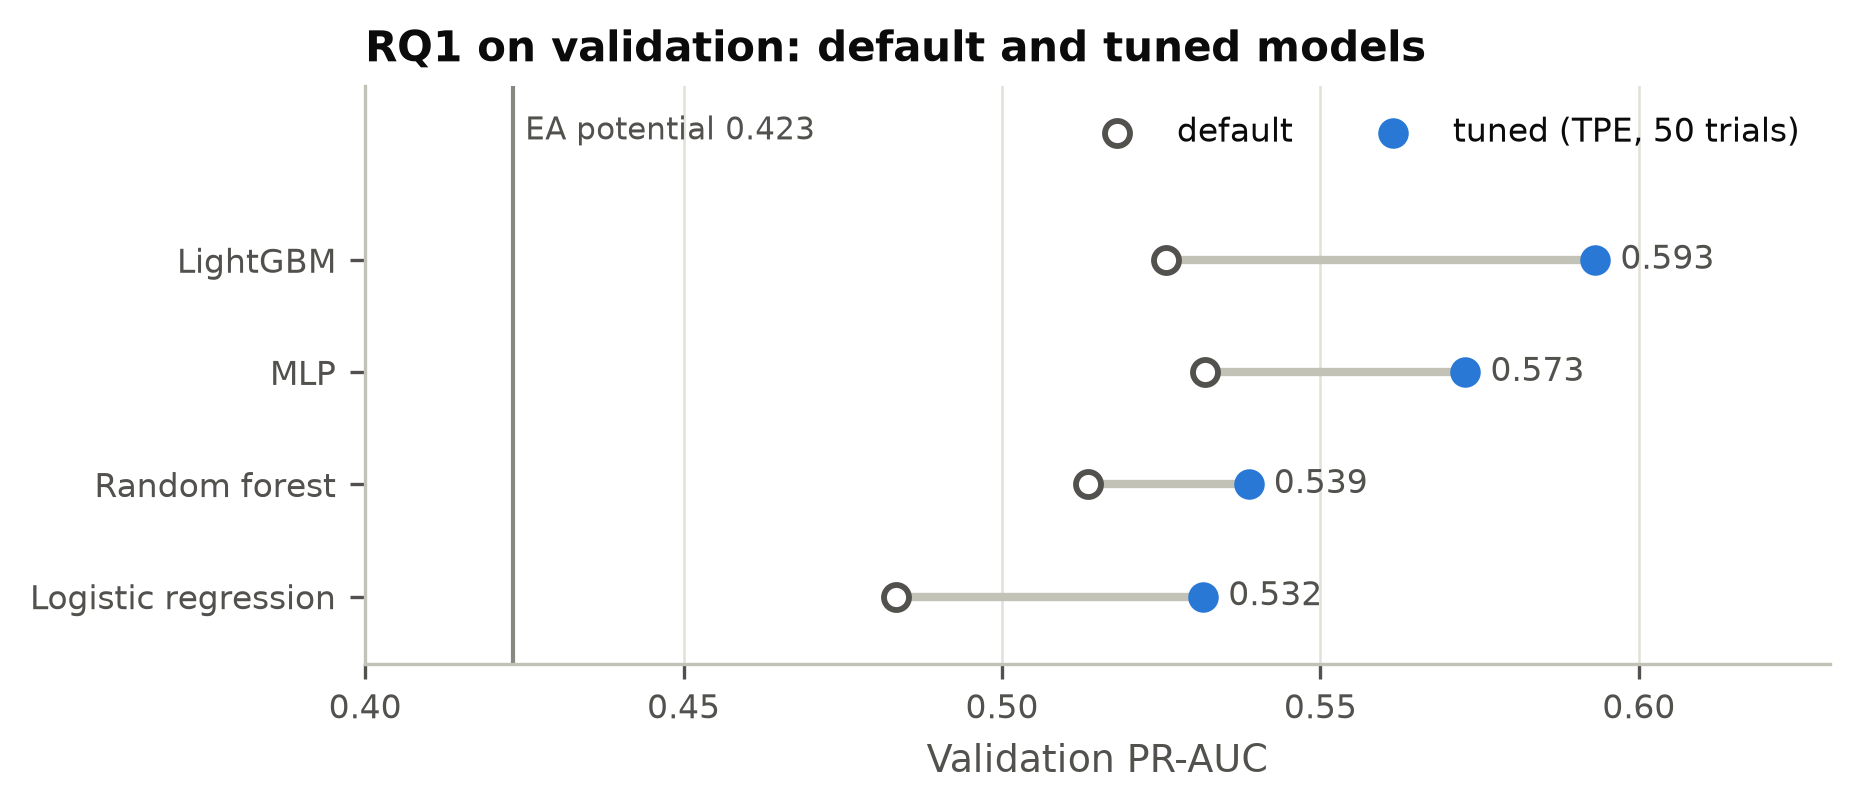 RQ1 on validation: default and tuned models
EA potential 0.423
default
tuned (TPE, 50 trials)
LightGBM
0.593
MLP
0.573
Random forest
0.539
Logistic regression
0.532
0.40 0.45 0.50 0.55 0.60
Validation PR-AUC